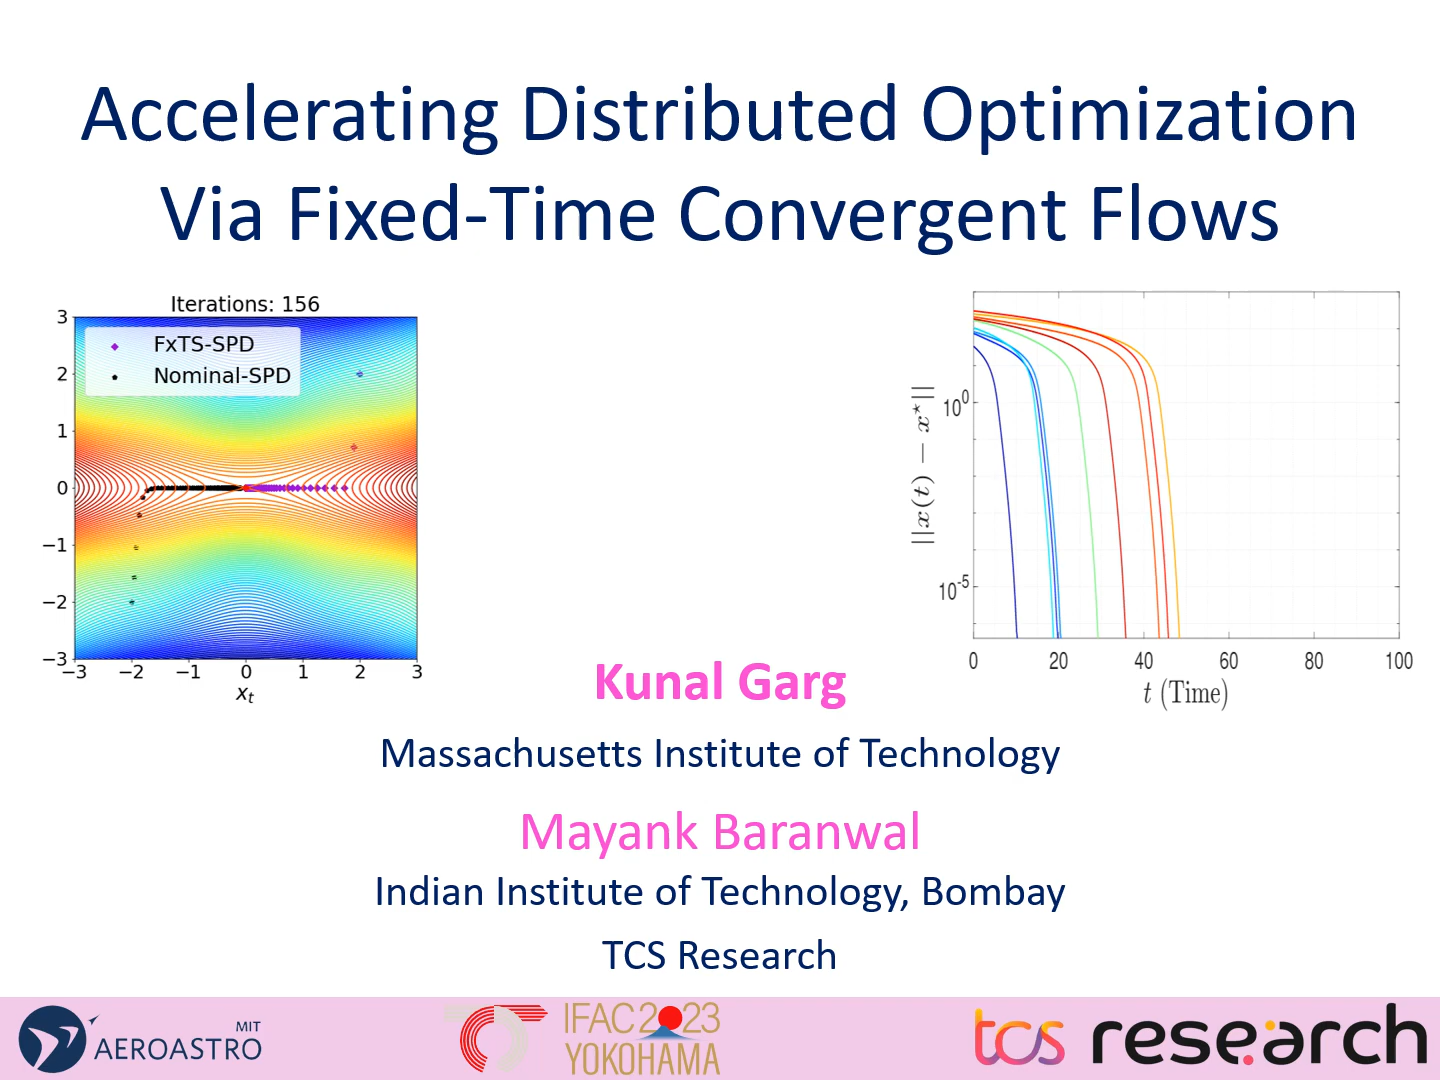 Accelerating Distributed Optimization
Via Fixed-Time Convergent Flows
Iterations: 156
FxTS-SPD
Nominal-SPD
3
2
1
0
−1
−2
−3
−3 −2 −1 0 1 2 3
x_t
||x(t) − x*||
10^0
10^-5
0 20 40 60 80 100
t (Time)
Kunal Garg
Massachusetts Institute of Technology
Mayank Baranwal
Indian Institute of Technology, Bombay
TCS Research
MIT
AEROASTRO
IFAC 2023
YOKOHAMA
tcs research